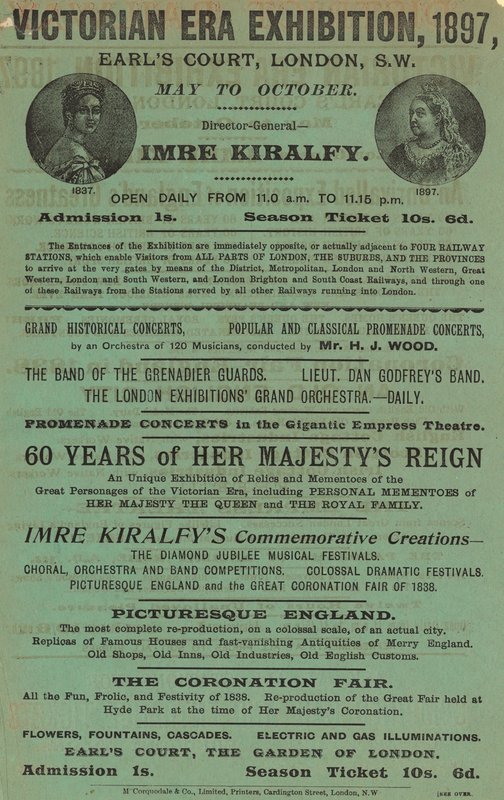 VICTORIAN ERA EXHIBITION, 1897,
EARL'S COURT, LONDON, S.W.
MAY TO OCTOBER.
Director-General—
IMRE KIRALFY.
1837.
1897.
OPEN DAILY FROM 11.0 a.m. TO 11.15 p.m.
Admission 1s. Season Ticket 10s. 6d.
The Entrances of the Exhibition are immediately opposite, or actually adjacent to FOUR RAILWAY
STATIONS, which enable Visitors from ALL PARTS OF LONDON, THE SUBURBS, AND THE PROVINCES
to arrive at the very gates by means of the District, Metropolitan, London and North Western, Great
Western, London and South Western, and London Brighton and South Coast Railways, and through one
of these Railways from the Stations served by all other Railways running into London.
GRAND HISTORICAL CONCERTS, POPULAR AND CLASSICAL PROMENADE CONCERTS,
by an Orchestra of 120 Musicians, conducted by Mr. H. J. WOOD.
THE BAND OF THE GRENADIER GUARDS. LIEUT. DAN GODFREY'S BAND.
THE LONDON EXHIBITIONS' GRAND ORCHESTRA.—DAILY.
PROMENADE CONCERTS in the Gigantic Empress Theatre.
60 YEARS of HER MAJESTY'S REIGN
An Unique Exhibition of Relics and Mementoes of the
Great Personages of the Victorian Era, including PERSONAL MEMENTOES of
HER MAJESTY THE QUEEN and THE ROYAL FAMILY.
IMRE KIRALFY'S Commemorative Creations—
THE DIAMOND JUBILEE MUSICAL FESTIVALS.
CHORAL, ORCHESTRA AND BAND COMPETITIONS. COLOSSAL DRAMATIC FESTIVALS.
PICTURESQUE ENGLAND and the GREAT CORONATION FAIR OF 1838.
PICTURESQUE ENGLAND.
The most complete re-production, on a colossal scale, of an actual city.
Replicas of Famous Houses and fast-vanishing Antiquities of Merry England.
Old Shops, Old Inns, Old Industries, Old English Customs.
THE CORONATION FAIR.
All the Fun, Frolic, and Festivity of 1838. Re-production of the Great Fair held at
Hyde Park at the time of Her Majesty's Coronation.
FLOWERS, FOUNTAINS, CASCADES. ELECTRIC AND GAS ILLUMINATIONS.
EARL'S COURT, THE GARDEN OF LONDON.
Admission 1s. Season Ticket 10s. 6d.
McCorquodale & Co., Limited, Printers, Cardington Street, London, N.W
[SEE OVER.